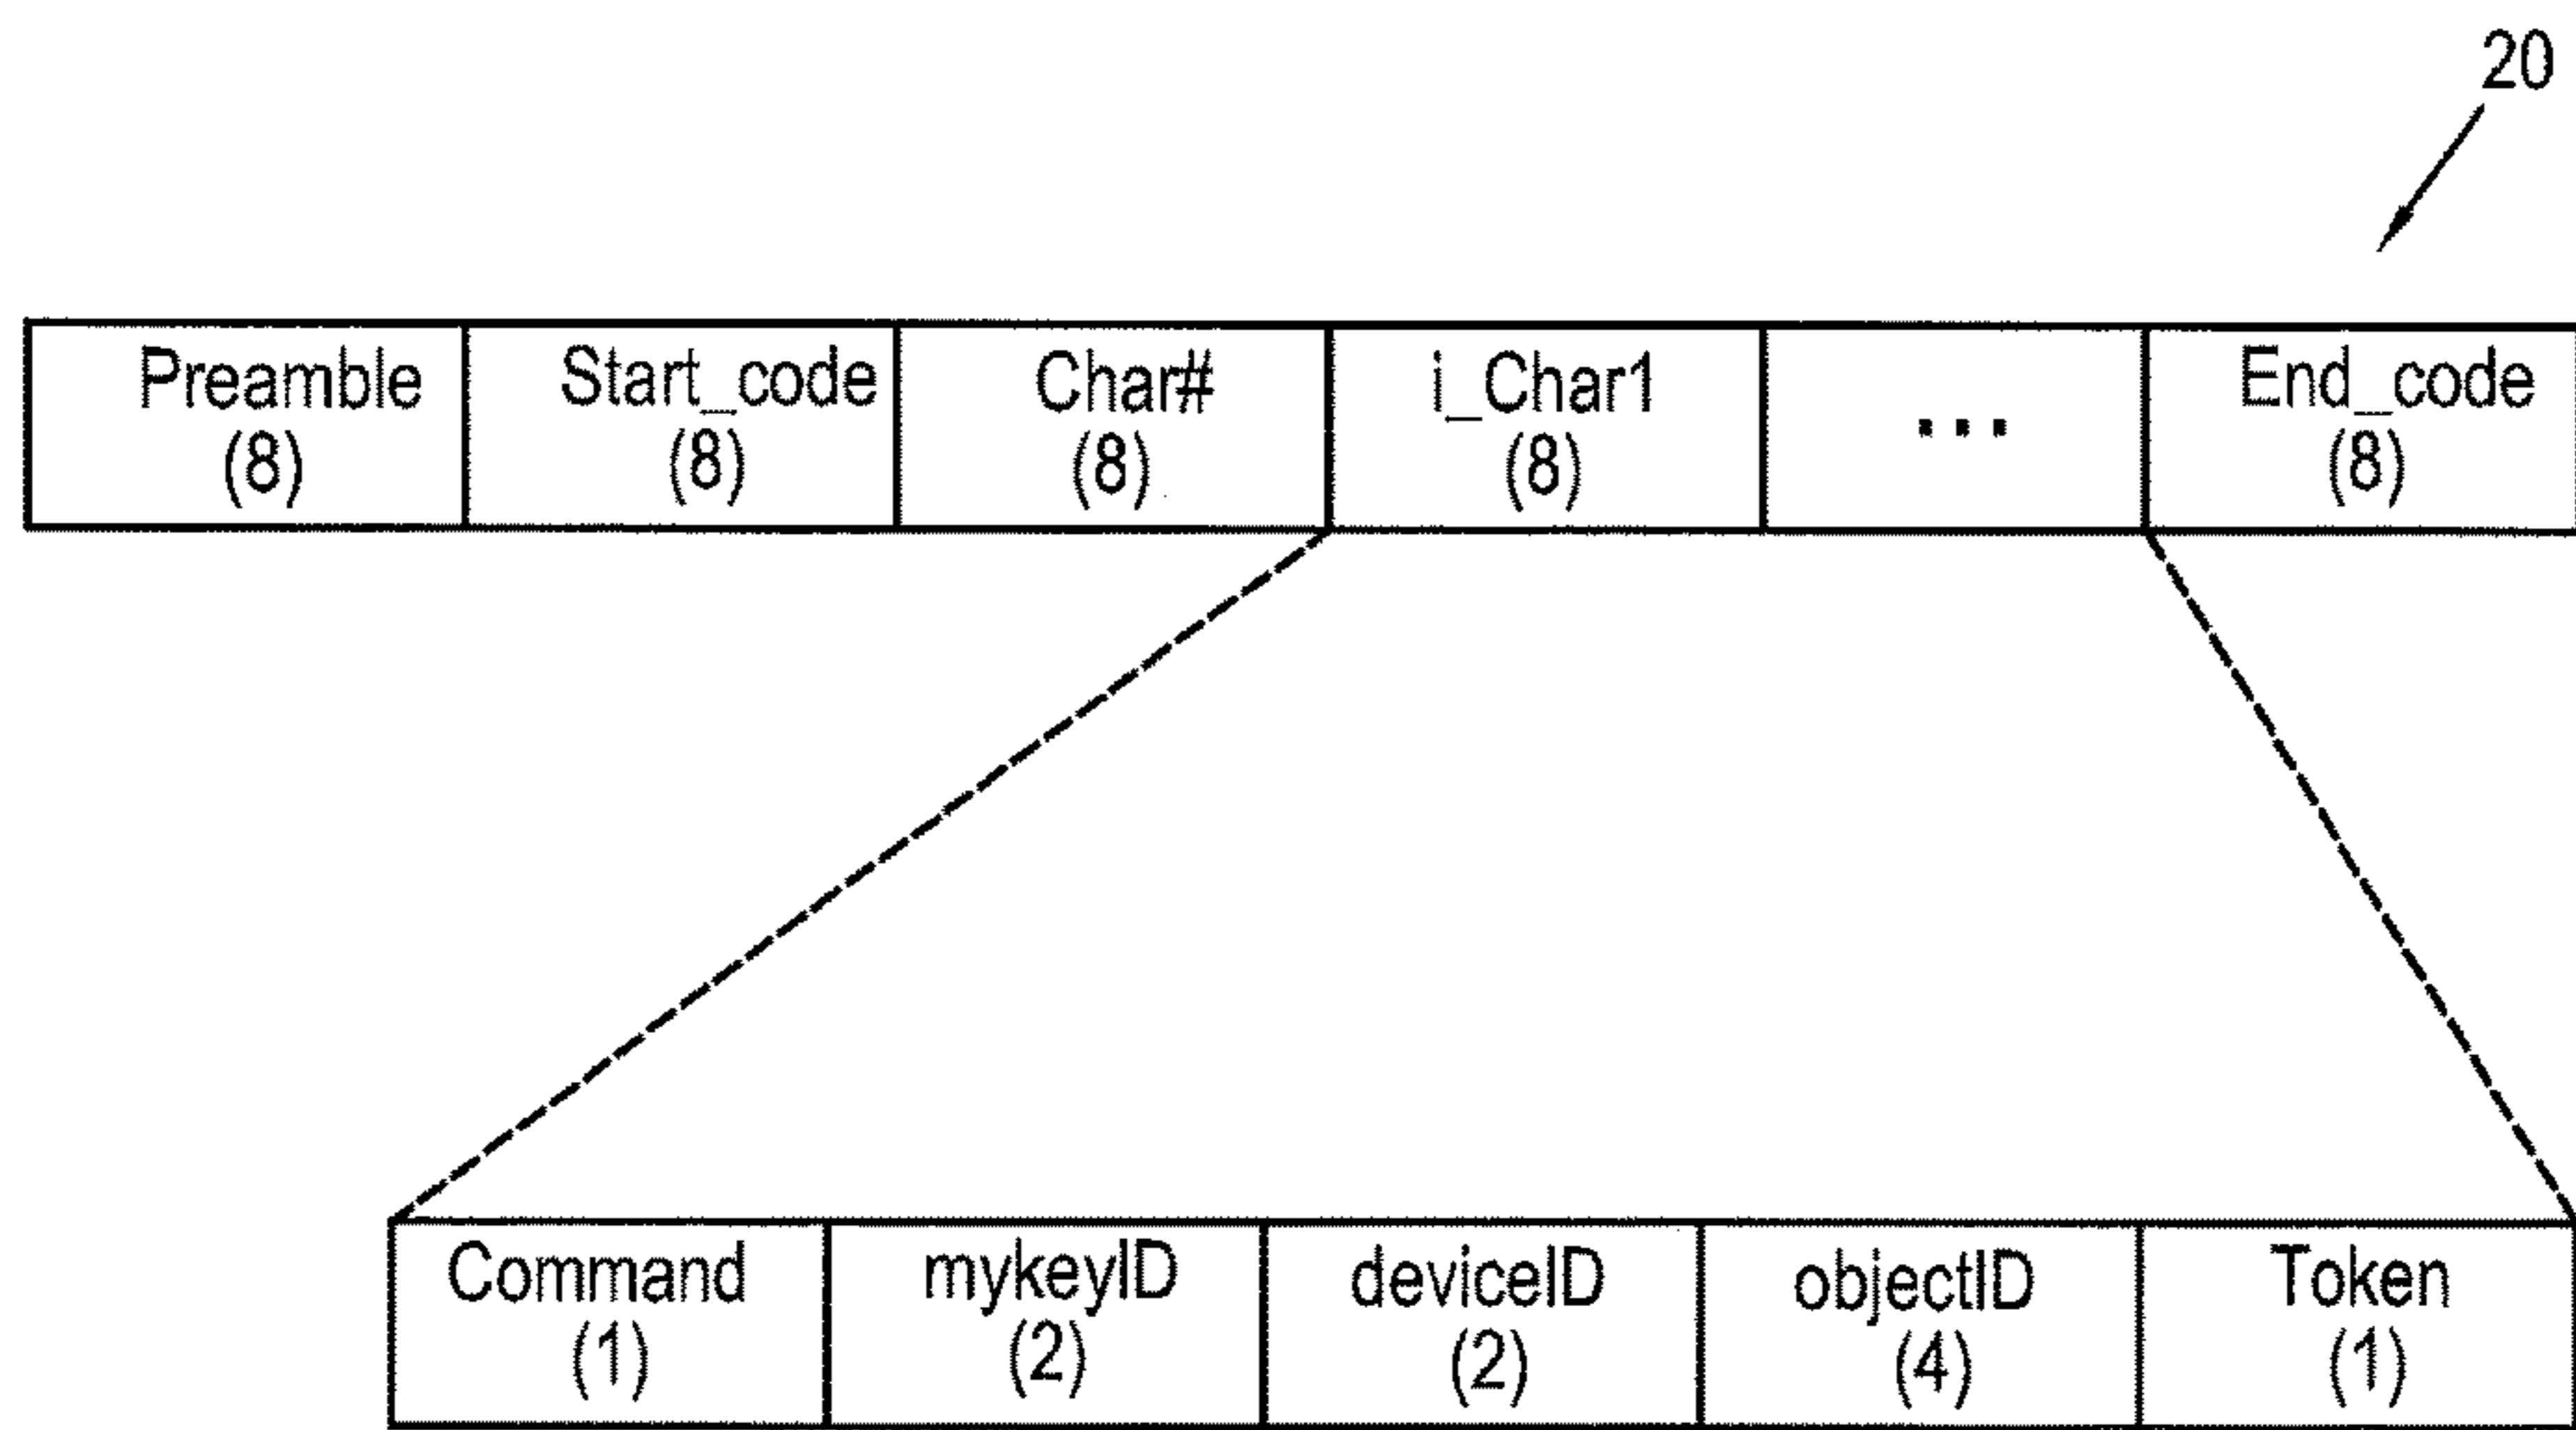 20
Preamble Start_code Char# i_Char1 ... End_code
(8) (8) (8) (8) (8)
Command mykeyID deviceID objectID Token
(1) (2) (2) (4) (1)